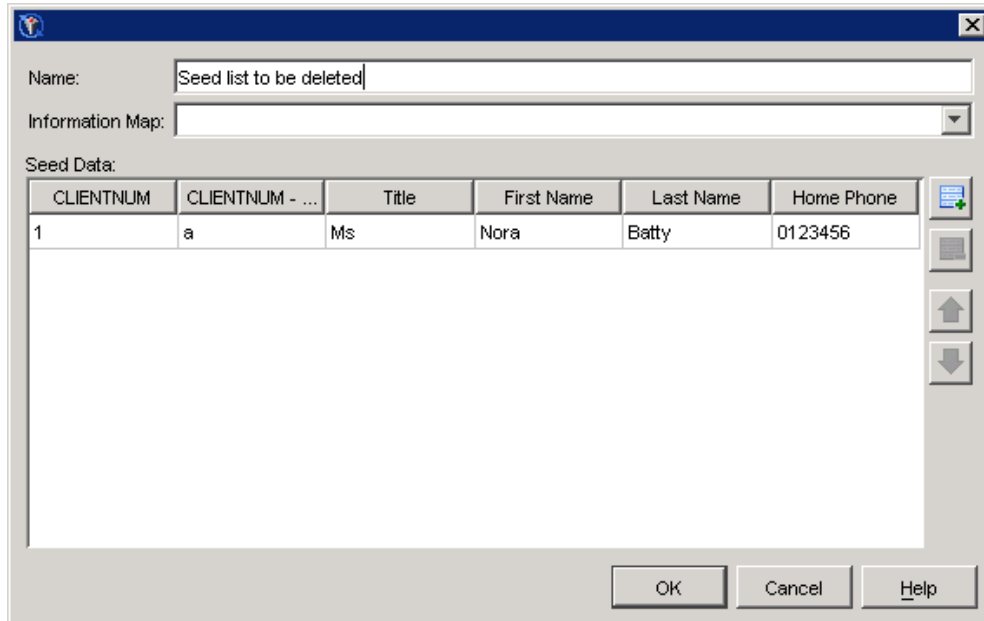 Name: Seed list to be deleted
Information Map:
Seed Data:
CLIENTNUM CLIENTNUM - ... Title First Name Last Name Home Phone
1 a Ms Nora Batty 0123456
OK Cancel Help